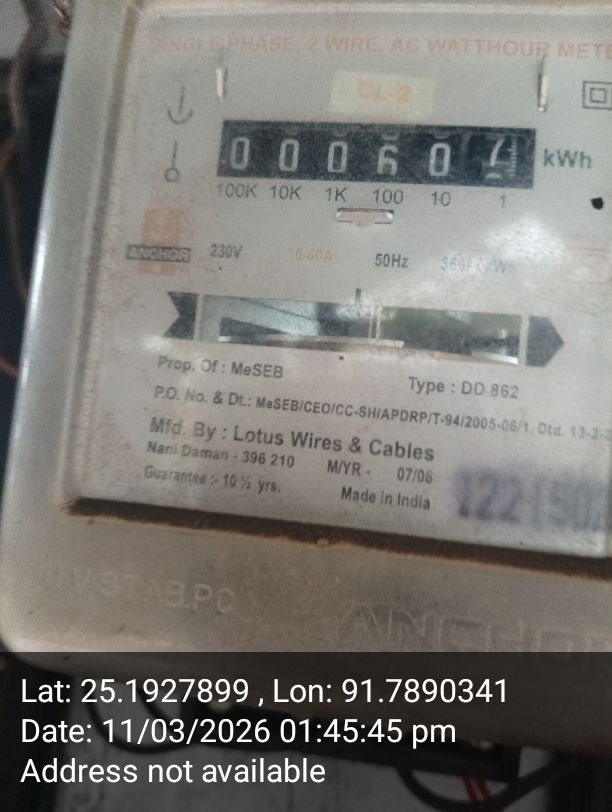 SINGLE PHASE, 2 WIRE, AC WATTHOUR METE
CL-2
0 0 0 6 0 7 kWh
100K 10K 1K 100 10 1
ANCHOR 230V 10-40A 50Hz
Prop. Of : MeSEB
Type : DD 862
P.O. No. & Dt.: MeSEB/CEO/CC-SH/APDRP/T-94/2005-06/1, Dtd. 13-2-
Mfd. By : Lotus Wires & Cables
Nani Daman - 396 210 M/YR - 07/06
Guarantee :- 10 ½ yrs. Made in India
ANCHO
Lat: 25.1927899 , Lon: 91.7890341
Date: 11/03/2026 01:45:45 pm
Address not available